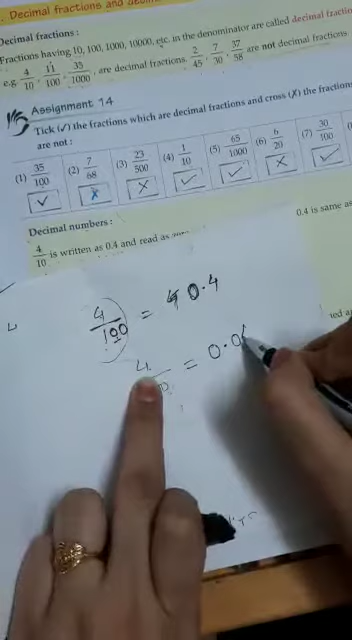 . Decimal fractions and decim
Decimal fractions :
Fractions having 10, 100, 1000, 10000, etc. in the denominator are called decimal fractio
e.g 4/10, 11/100, 35/1000, are decimal fractions. 2/45, 7/30, 37/58 are not decimal fractions.
Assignment 14
Tick (✓) the fractions which are decimal fractions and cross (✗) the fractions
are not :
(1) 35/100 (2) 7/68 (3) 23/500 (4) 1/10 (5) 65/1000 (6) 6/20 (7) 30/100
✓ ✗ ✗ ✓ ✓ ✗ ✓
Decimal numbers :
4/10 is written as 0.4 and read as 0.4 is same as
4/100 = 0.4
4 = 0.0